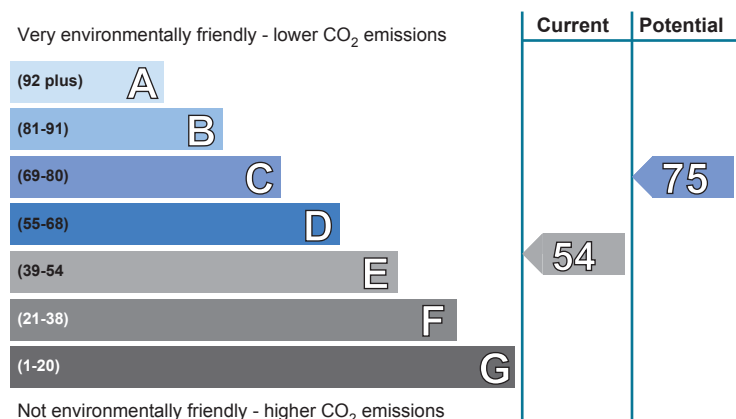 Current Potential
Very environmentally friendly - lower CO₂ emissions
(92 plus) A
(81-91) B
(69-80) C
75
(55-68) D
54
(39-54 E
(21-38) F
(1-20) G
Not environmentally friendly - higher CO₂ emissions